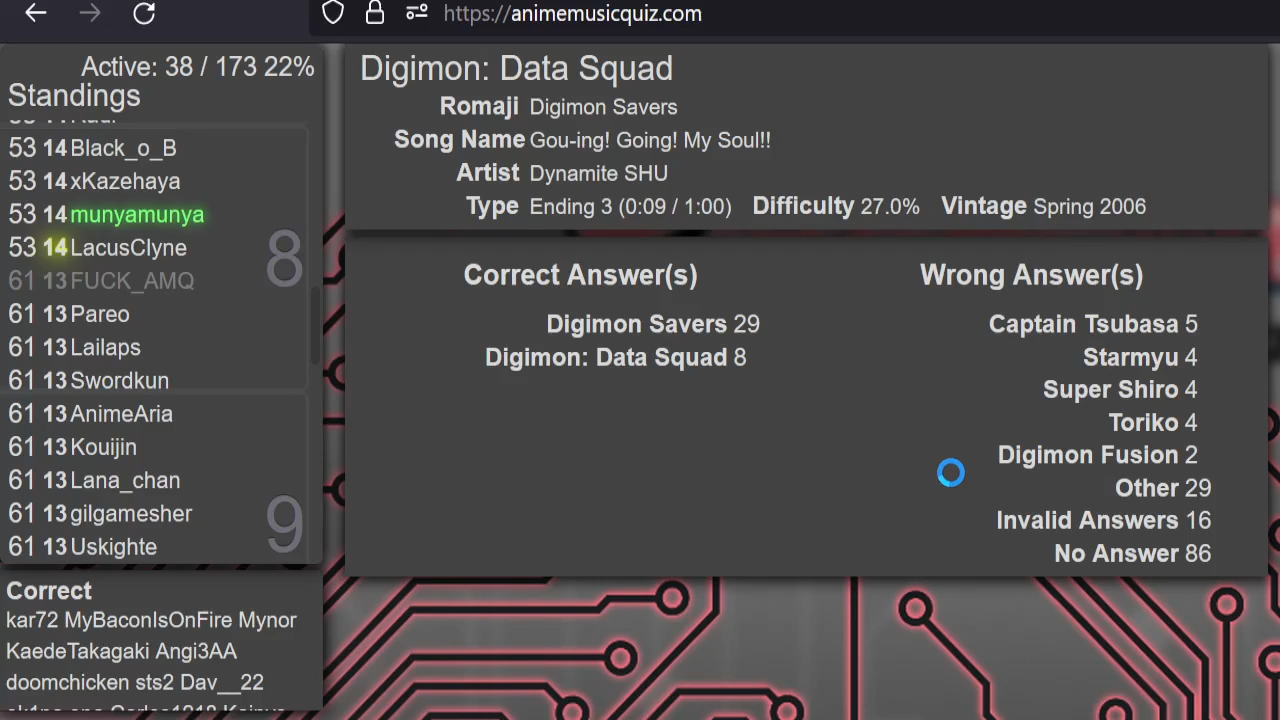 https://animemusicquiz.com
Active: 38 / 173 22%
Standings
53 14 Black_o_B
53 14 xKazehaya
53 14 munyamunya
53 14 LacusClyne
8
61 13 FUCK_AMQ
61 13 Pareo
61 13 Lailaps
61 13 Swordkun
61 13 AnimeAria
61 13 Kouijin
61 13 Lana_chan
61 13 gilgamesher
9
61 13 Uskighte
Correct
kar72 MyBaconIsOnFire Mynor
KaedeTakagaki Angi3AA
doomchicken sts2 Dav__22
Digimon: Data Squad
Romaji Digimon Savers
Song Name Gou-ing! Going! My Soul!!
Artist Dynamite SHU
Type Ending 3 (0:09 / 1:00) Difficulty 27.0% Vintage Spring 2006
Correct Answer(s)
Digimon Savers 29
Digimon: Data Squad 8
Wrong Answer(s)
Captain Tsubasa 5
Starmyu 4
Super Shiro 4
Toriko 4
Digimon Fusion 2
Other 29
Invalid Answers 16
No Answer 86